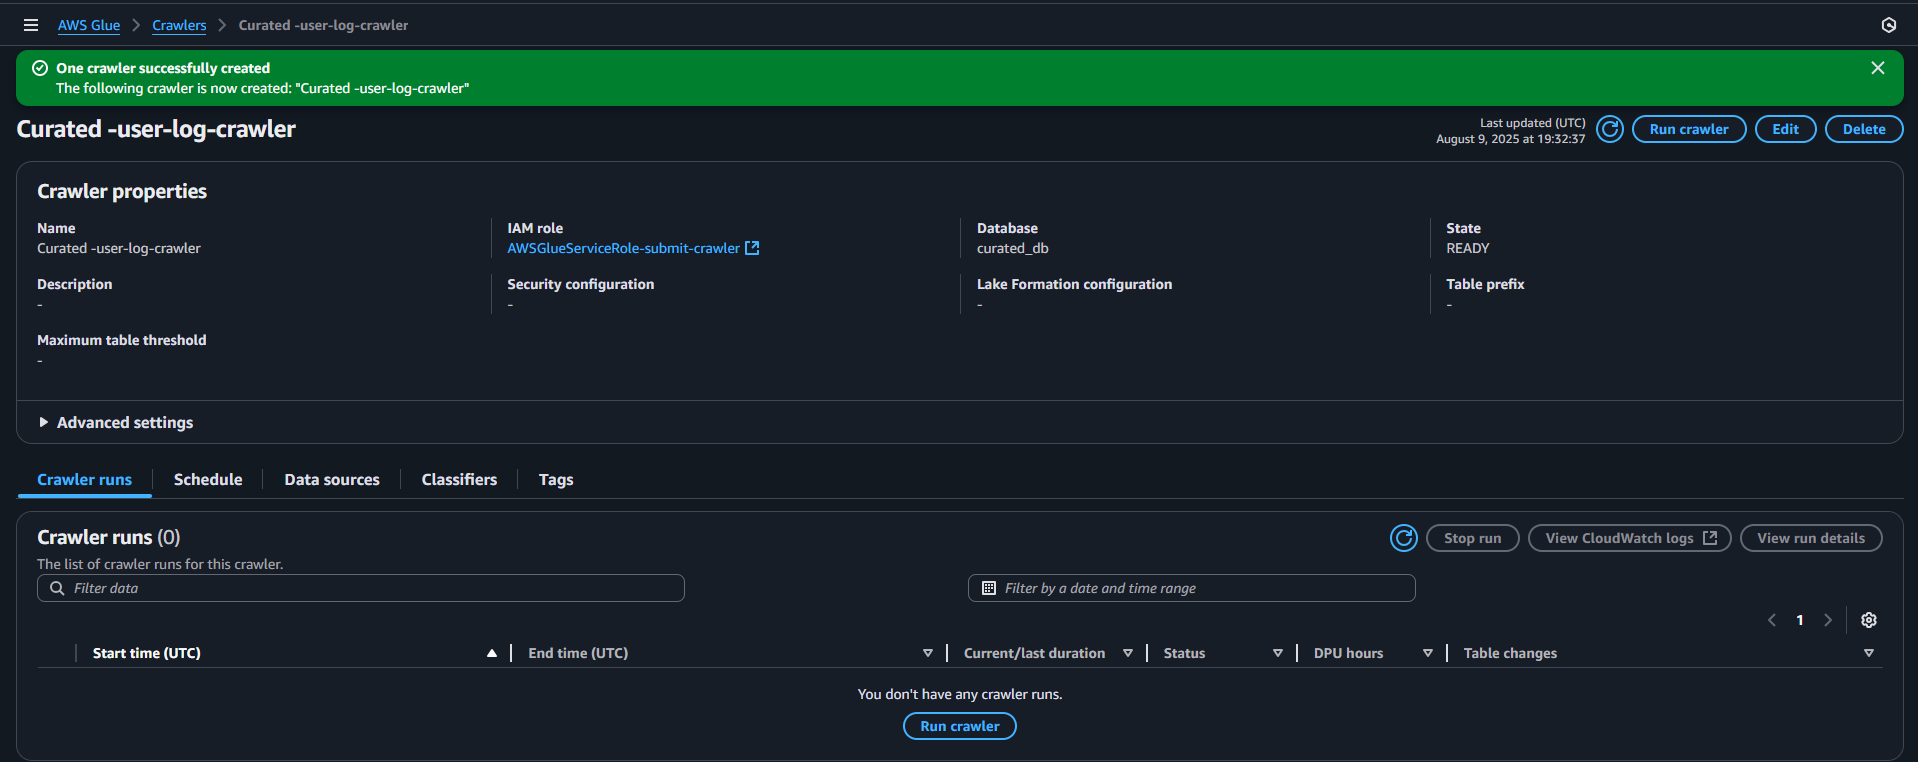 AWS Glue > Crawlers > Curated -user-log-crawler
One crawler successfully created
The following crawler is now created: "Curated -user-log-crawler"
Curated -user-log-crawler
Last updated (UTC)
August 9, 2025 at 19:32:37
Run crawler
Edit
Delete
Crawler properties
Name
Curated -user-log-crawler
IAM role
AWSGlueServiceRole-submit-crawler
Database
curated_db
State
READY
Description
-
Security configuration
-
Lake Formation configuration
-
Table prefix
-
Maximum table threshold
-
Advanced settings
Crawler runs
Schedule
Data sources
Classifiers
Tags
Crawler runs (0)
The list of crawler runs for this crawler.
Stop run
View CloudWatch logs
View run details
Filter data
Filter by a date and time range
1
Start time (UTC)
End time (UTC)
Current/last duration
Status
DPU hours
Table changes
You don't have any crawler runs.
Run crawler